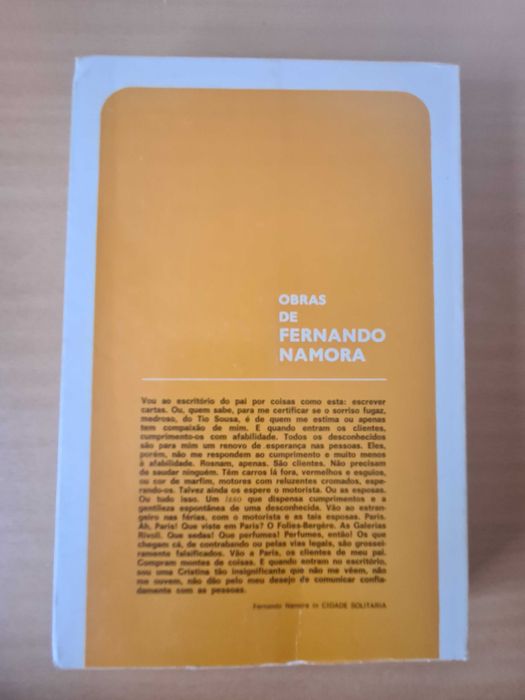 OBRAS
DE
FERNANDO
NAMORA
Vou ao escritório do pai por coisas como esta: escrever
cartas. Ou, quem sabe, para me certificar se o sorriso fugaz,
medroso, do Tio Sousa, é de quem me estima ou apenas
tem compaixão de mim. E quando entram os clientes,
cumprimento-os com afabilidade. Todos os desconhecidos
são para mim um renovo de esperança nas pessoas. Eles,
porém, não me respondem ao cumprimento e muito menos
à afabilidade. Rosnam, apenas. São clientes. Não precisam
de saudar ninguém. Têm carros lá fora, vermelhos e esguios,
ou cor de marfim, motores com reluzentes cromados, espe-
rando-os. Talvez ainda os espere o motorista. Ou as esposas.
Ou tudo isso. Um isso que dispensa cumprimentos e a
gentileza espontânea de uma desconhecida. Vão ao estran-
geiro nas férias, com o motorista e as tais esposas. Paris.
Ah, Paris! Que viste em Paris? O Folies-Bergère. As Galerias
Rivoli. Que sedas! Que perfumes! Perfumes, então! Os que
chegam cá, de contrabando ou pelas vias legais, são grossei-
ramente falsificados. Vão a Paris, os clientes de meu pai.
Compram montes de coisas. E quando entram no escritório,
sou uma Cristina tão insignificante que não me vêem, não
me ouvem, não dão pelo meu desejo de comunicar confia-
damente com as pessoas.
Fernando Namora in CIDADE SOLITÁRIA